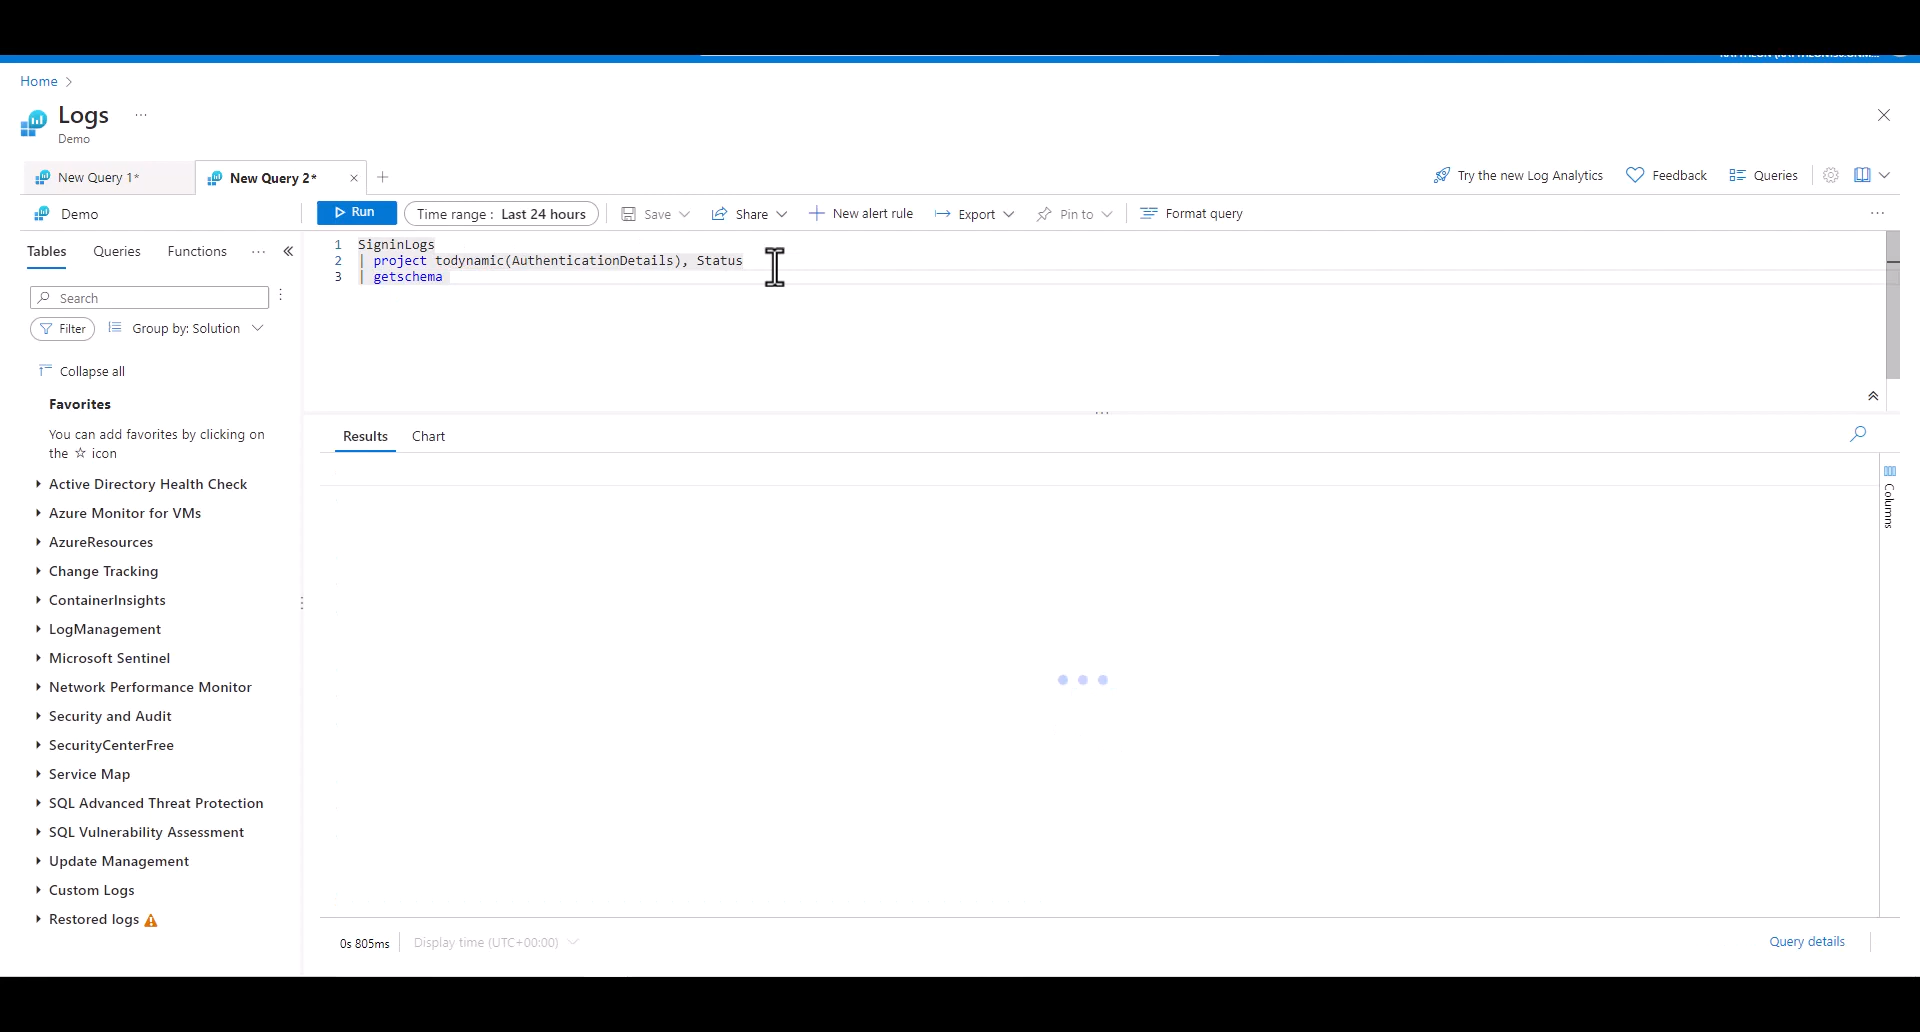 Home
Logs ...
Demo
New Query 1*
New Query 2*
Try the new Log Analytics
Feedback
Queries
Demo
Run
Time range : Last 24 hours
Save
Share
New alert rule
Export
Pin to
Format query
...
Tables
Queries
Functions
...
1 SigninLogs
2 | project todynamic(AuthenticationDetails), Status
3 | getschema
Search
Filter
Group by: Solution
Collapse all
Favorites
You can add favorites by clicking on
the ☆ icon
Active Directory Health Check
Azure Monitor for VMs
AzureResources
Change Tracking
ContainerInsights
LogManagement
Microsoft Sentinel
Network Performance Monitor
Security and Audit
SecurityCenterFree
Service Map
SQL Advanced Threat Protection
SQL Vulnerability Assessment
Update Management
Custom Logs
Restored logs
Results
Chart
Columns
0s 805ms
Display time (UTC+00:00)
Query details